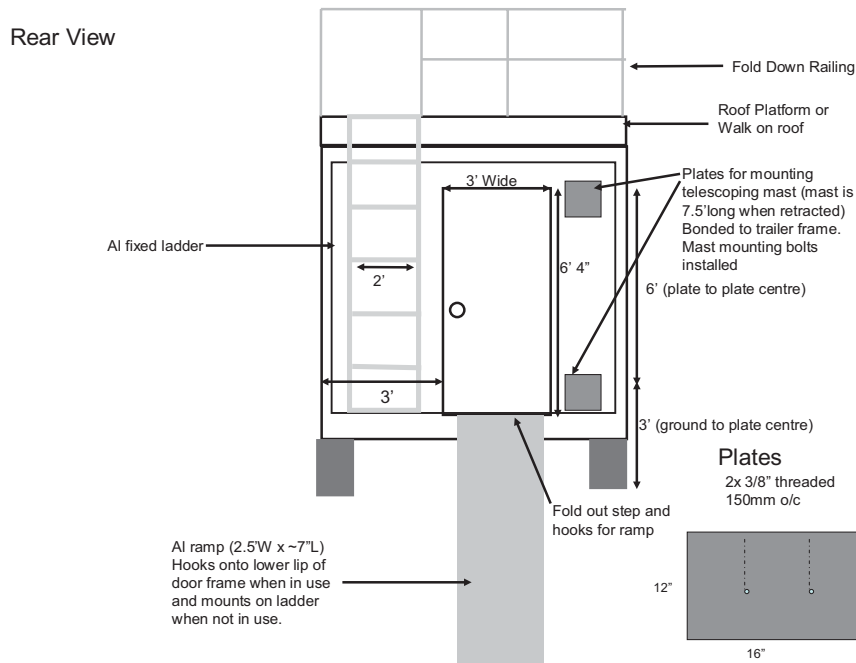 Rear View
Fold Down Railing
Roof Platform or
Walk on roof
3’ Wide
Plates for mounting
telescoping mast (mast is
7.5’long when retracted)
Bonded to trailer frame.
Mast mounting bolts
installed
Al fixed ladder
2’
6’ 4”
6’ (plate to plate centre)
3’
3’ (ground to plate centre)
Plates
2x 3/8” threaded
150mm o/c
Fold out step and
hooks for ramp
Al ramp (2.5’W x ~7”L)
Hooks onto lower lip of
door frame when in use
and mounts on ladder
when not in use.
12”
16”